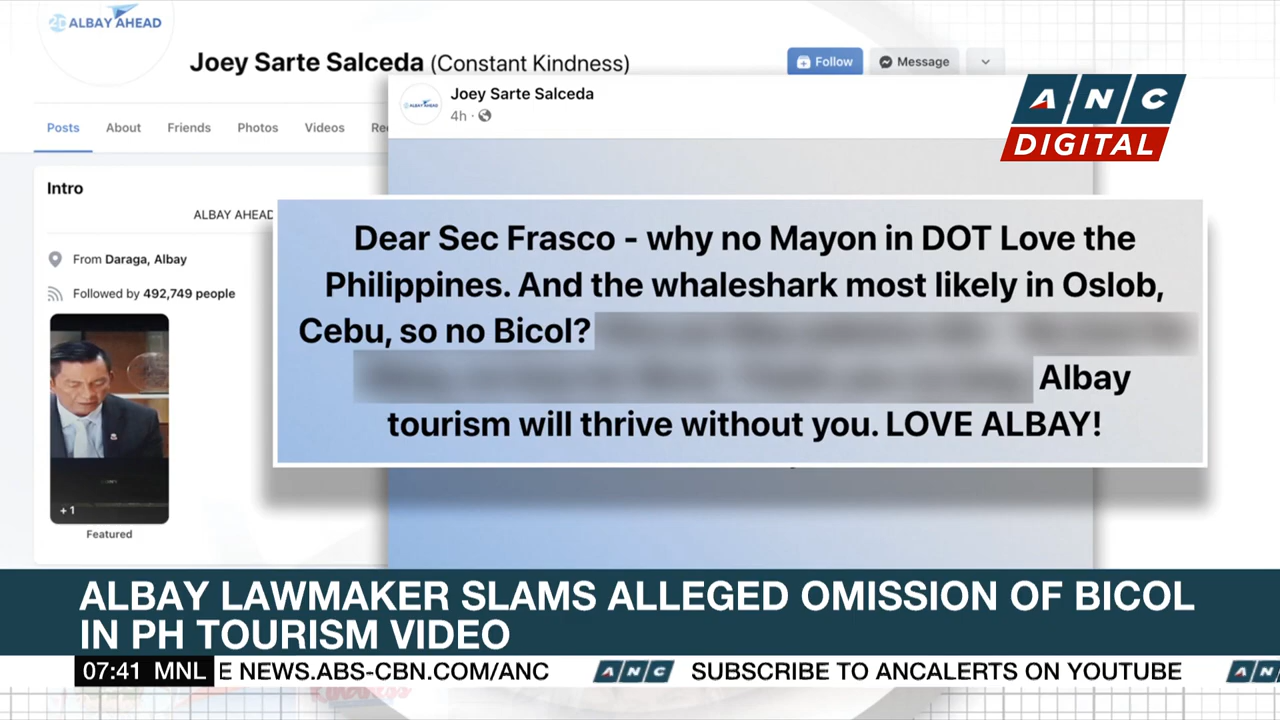 ALBAY AHEAD
Joey Sarte Salceda (Constant Kindness)
Follow
Message
Posts
About
Friends
Photos
Videos
Joey Sarte Salceda
4h
ANC
DIGITAL
Intro
ALBAY AHEAD
From Daraga, Albay
Followed by 492,749 people
+1
Featured
Dear Sec Frasco - why no Mayon in DOT Love the
Philippines. And the whaleshark most likely in Oslob,
Cebu, so no Bicol?
Albay
tourism will thrive without you. LOVE ALBAY!
ALBAY LAWMAKER SLAMS ALLEGED OMISSION OF BICOL
IN PH TOURISM VIDEO
07:41 MNL E NEWS.ABS-CBN.COM/ANC ANC SUBSCRIBE TO ANCALERTS ON YOUTUBE